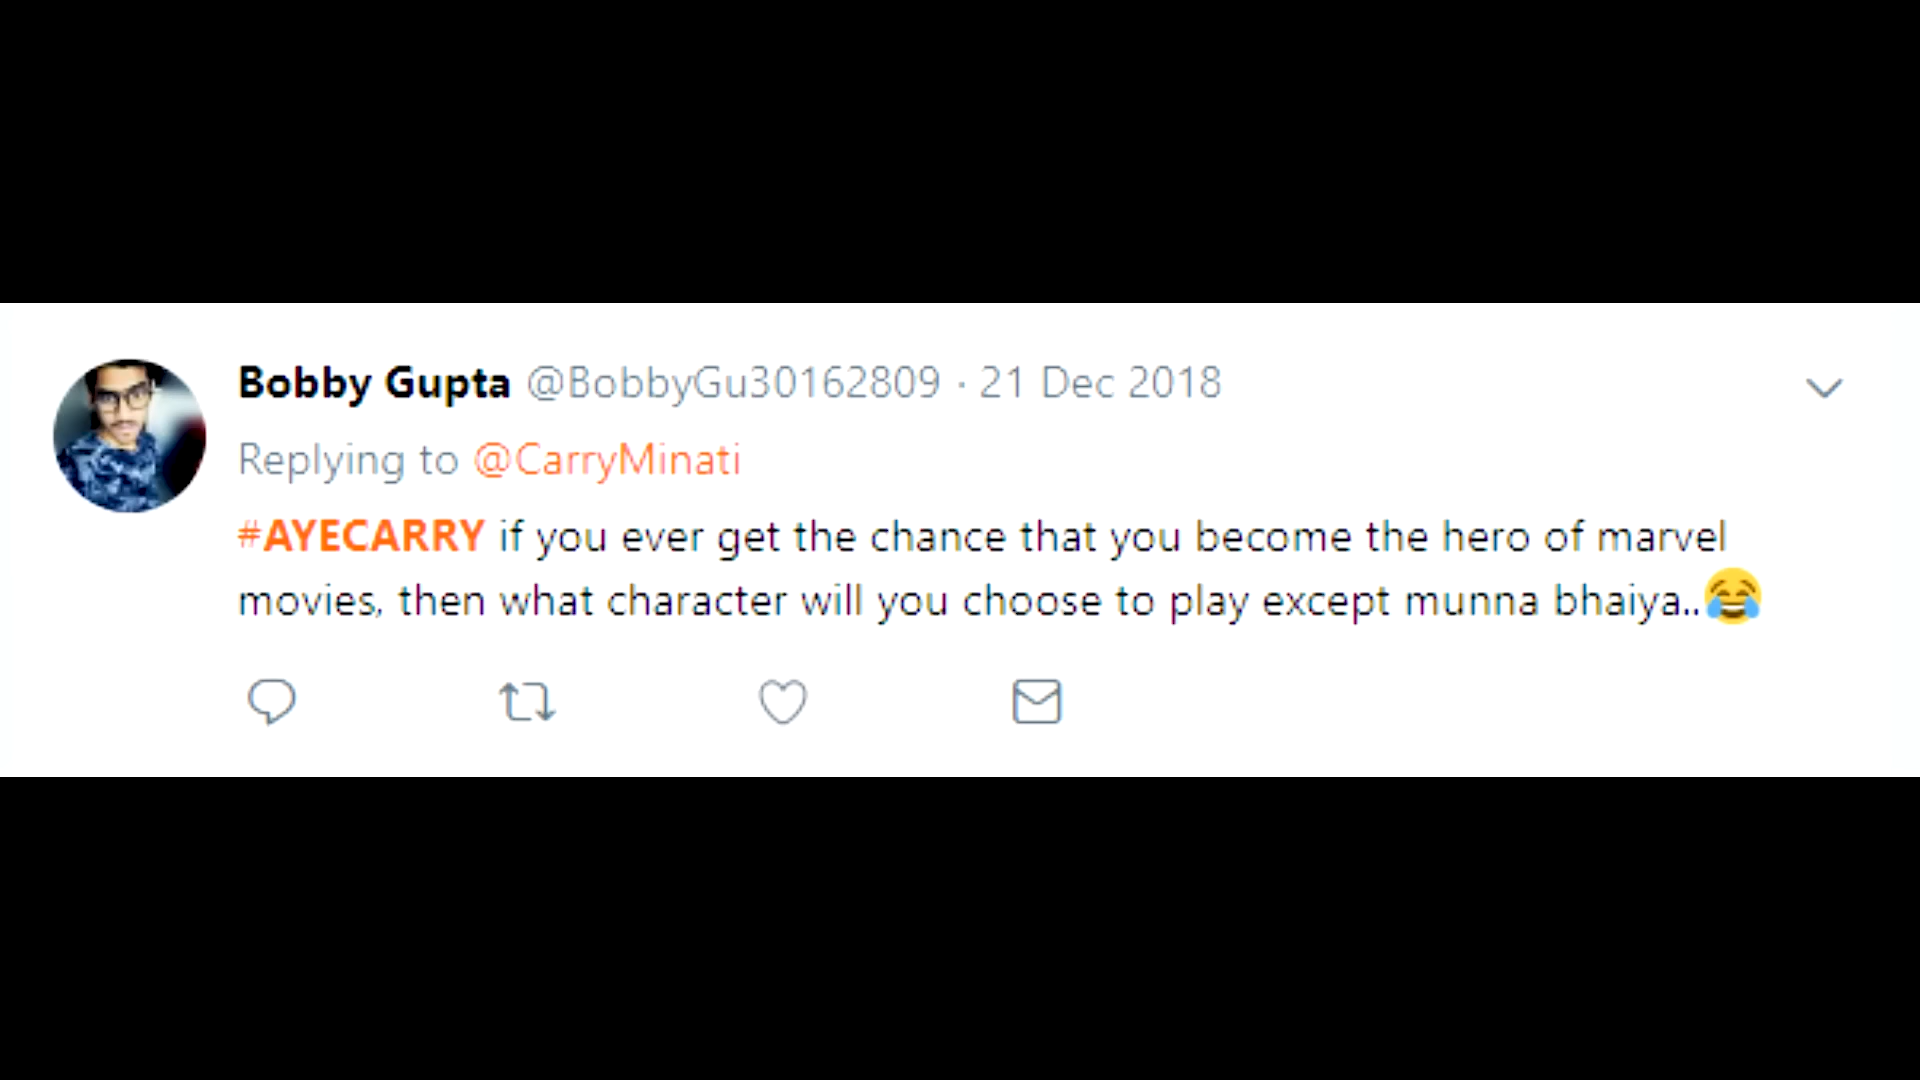 Bobby Gupta @BobbyGu30162809 · 21 Dec 2018
Replying to @CarryMinati
#AYECARRY if you ever get the chance that you become the hero of marvel
movies, then what character will you choose to play except munna bhaiya..😂